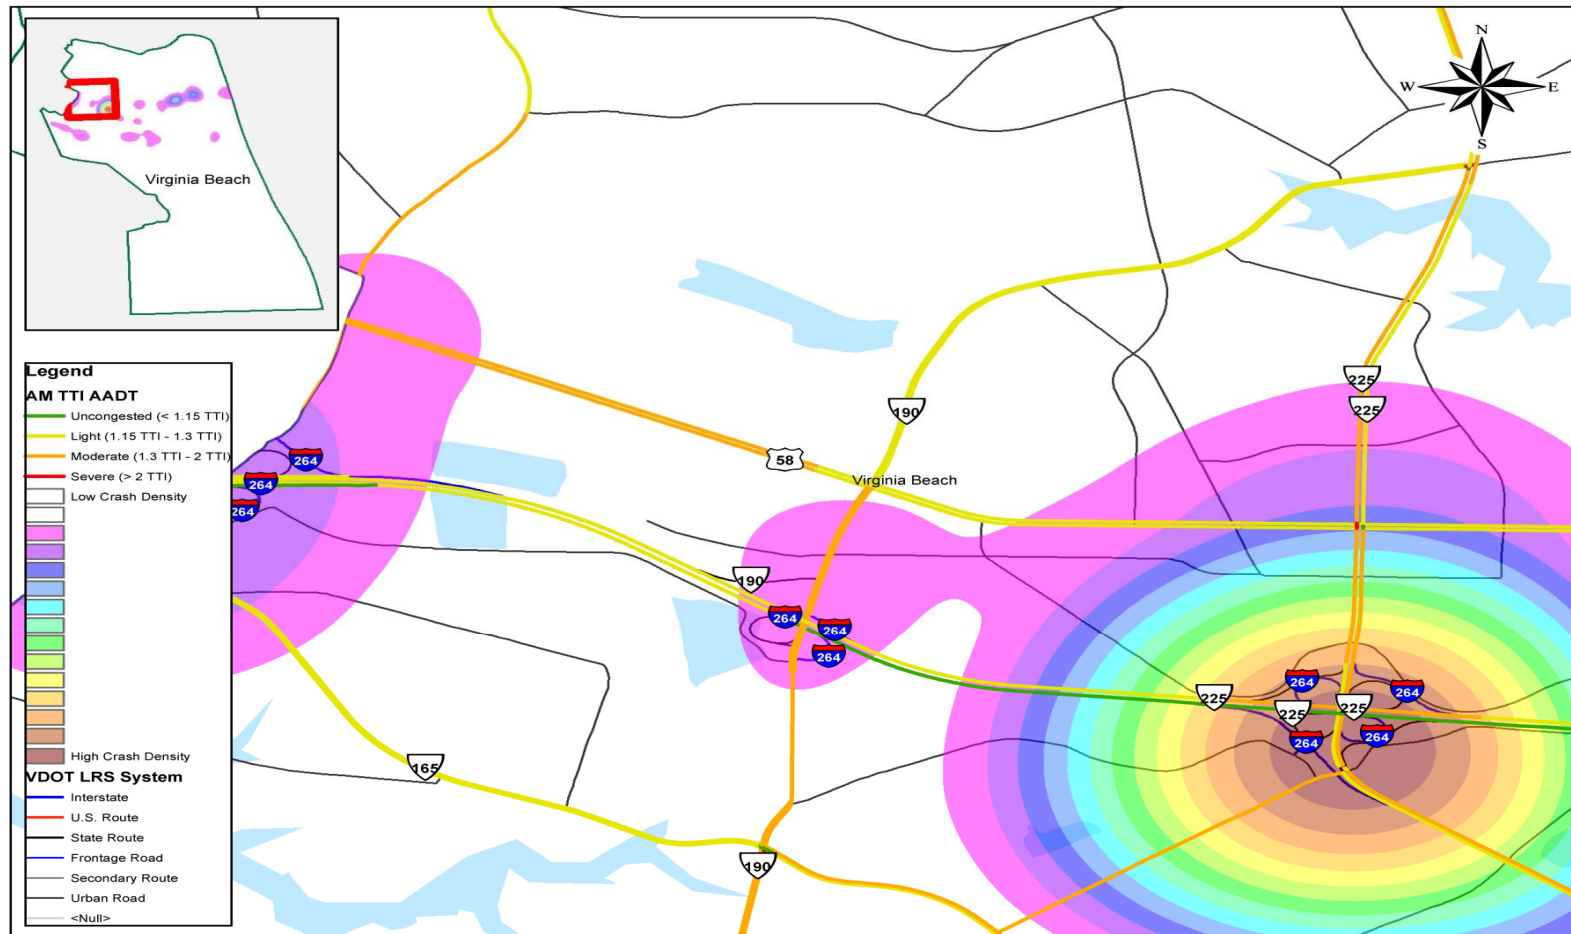 Virginia Beach
N
W
E
S
Legend
AM TTI AADT
Uncongested (< 1.15 TTI)
Light (1.15 TTI - 1.3 TTI)
Moderate (1.3 TTI - 2 TTI)
Severe (> 2 TTI)
Low Crash Density
High Crash Density
VDOT LRS System
Interstate
U.S. Route
State Route
Frontage Road
Secondary Route
Urban Road
<Null>
225
225
190
264
264
264
58
Virginia Beach
190
264
264
264
264
264
225
225
225
264
264
165
190